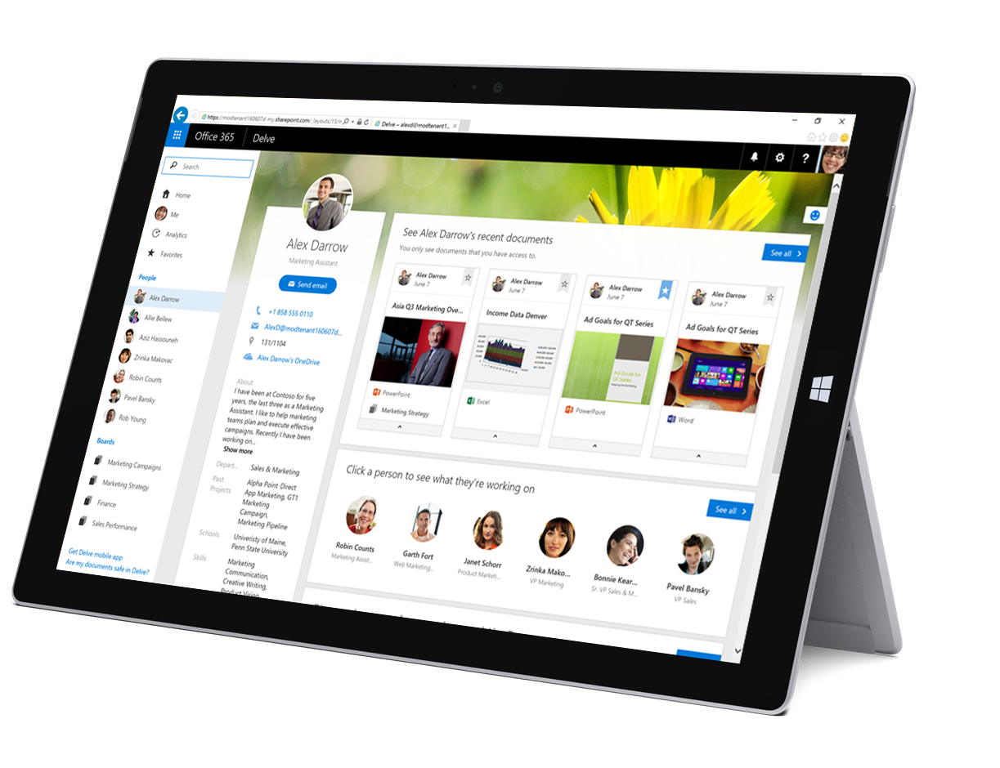 https://modtenant160607d-my.sharepoint.com/_layouts/15/
Delve – alexd@modtenant1...
Office 365
Delve
?
Search
Home
Me
Analytics
Favorites
People
Alex Darrow
Allie Bellew
Aziz Hassouneh
Zrinka Makovac
Robin Counts
Pavel Bansky
Rob Young
Boards
Marketing Campaigns
Marketing Strategy
Finance
Sales Performance
Get Delve mobile app
Are my documents safe in Delve?
Alex Darrow
Marketing Assistant
Send email
+1 858 555 0110
AlexD@modtenant160607d...
131/1104
Alex Darrow's OneDrive
About
I have been at Contoso for five
years, the last three as a Marketing
Assistant. I like to help marketing
teams plan and execute effective
campaigns. Recently I have been
working on...
Show more
Depart... Sales & Marketing
Past
Projects
Alpha Point Direct
App Marketing, GT1
Marketing
Campaign,
Marketing Pipeline
Schools
Univeristy of Maine,
Penn State University
Skills
Marketing
Communication,
Creative Writing,
Product Vision
See Alex Darrow's recent documents
You only see documents that you have access to.
See all
Alex Darrow
June 7
Asia Q3 Marketing Ove...
PowerPoint
Marketing Strategy
Alex Darrow
June 7
Income Data Denver
Excel
Alex Darrow
June 7
Ad Goals for QT Series
Ad Goals for
QT Series
PowerPoint
Alex Darrow
June 7
Ad Goals for QT Series
Word
Click a person to see what they're working on
See all
Robin Counts
Marketing Assist...
Garth Fort
Web Marketing...
Janet Schorr
Product Marketi...
Zrinka Mako...
VP Marketing
Bonnie Kear...
Sr. VP Sales & M...
Pavel Bansky
VP Sales